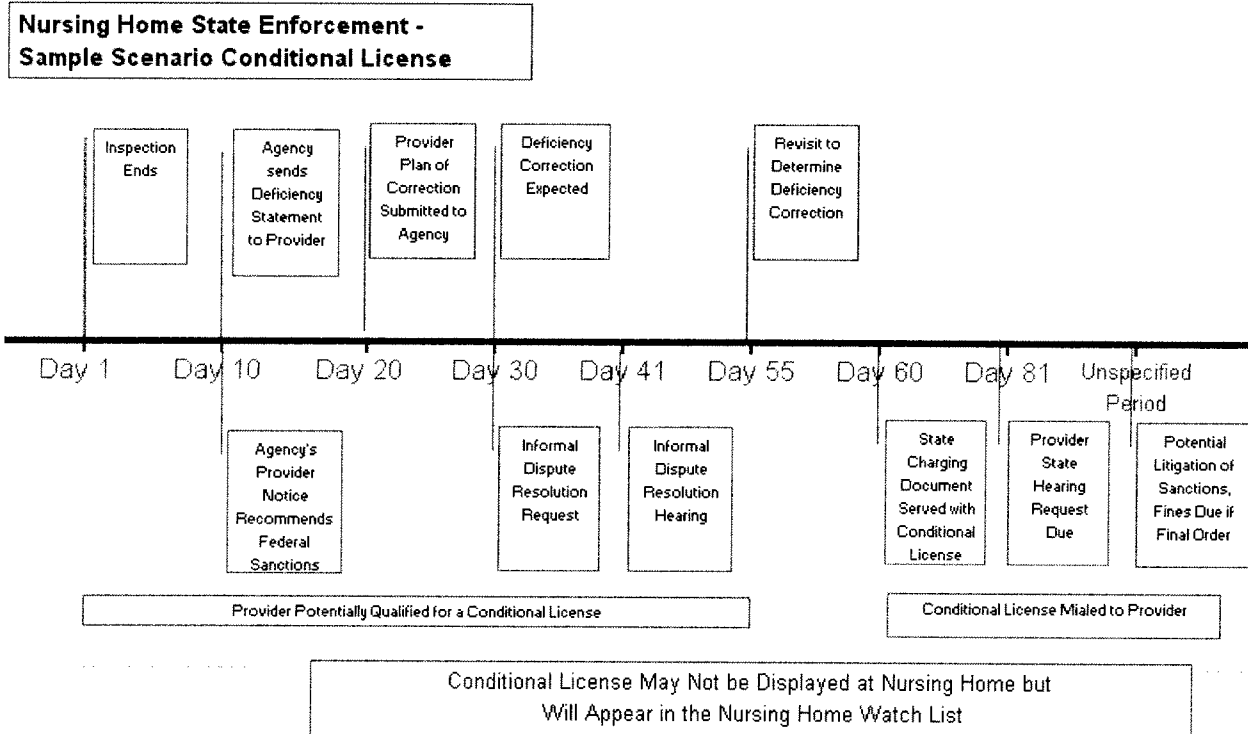 Nursing Home State Enforcement -
Sample Scenario Conditional License
Inspection
Ends
Agency
sends
Deficiency
Statement
to Provider
Provider
Plan of
Correction
Submitted to
Agency
Deficiency
Correction
Expected
Revisit to
Determine
Deficiency
Correction
Day 1
Day 10
Day 20
Day 30
Day 41
Day 55
Day 60
Day 81
Unspecified
Period
Agency's
Provider
Notice
Recommends
Federal
Sanctions
Informal
Dispute
Resolution
Request
Informal
Dispute
Resolution
Hearing
State
Charging
Document
Served with
Conditional
License
Provider
State
Hearing
Request
Due
Potential
Litigation of
Sanctions,
Fines Due if
Final Order
Provider Potentially Qualified for a Conditional License
Conditional License Mialed to Provider
Conditional License May Not be Displayed at Nursing Home but
Will Appear in the Nursing Home Watch List